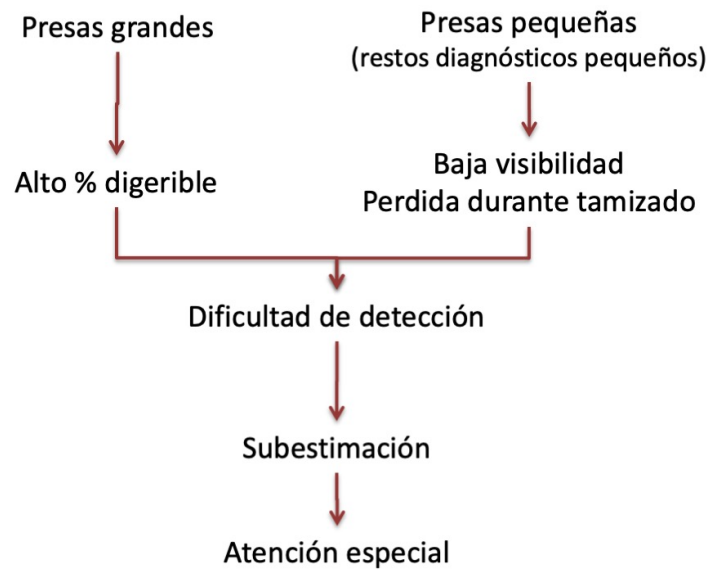 Presas grandes
Presas pequeñas
(restos diagnósticos pequeños)
Alto % digerible
Baja visibilidad
Perdida durante tamizado
Dificultad de detección
Subestimación
Atención especial